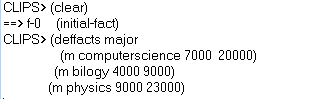 CLIPS> (clear)
==> f-0 (initial-fact)
CLIPS> (deffacts major
(m computerscience 7000 20000)
(m bilogy 4000 9000)
(m physics 9000 23000)